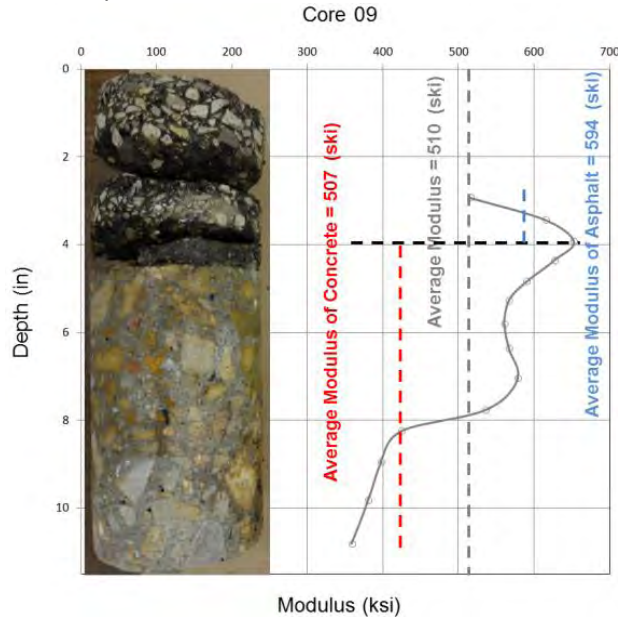 Core 09
0 100 200 300 400 500 600 700
0
2
4
6
8
10
Depth (in)
Average Modulus of Concrete = 507 (ski)
Average Modulus = 510 (ski)
Average Modulus of Asphalt = 594 (ski)
Modulus (ksi)